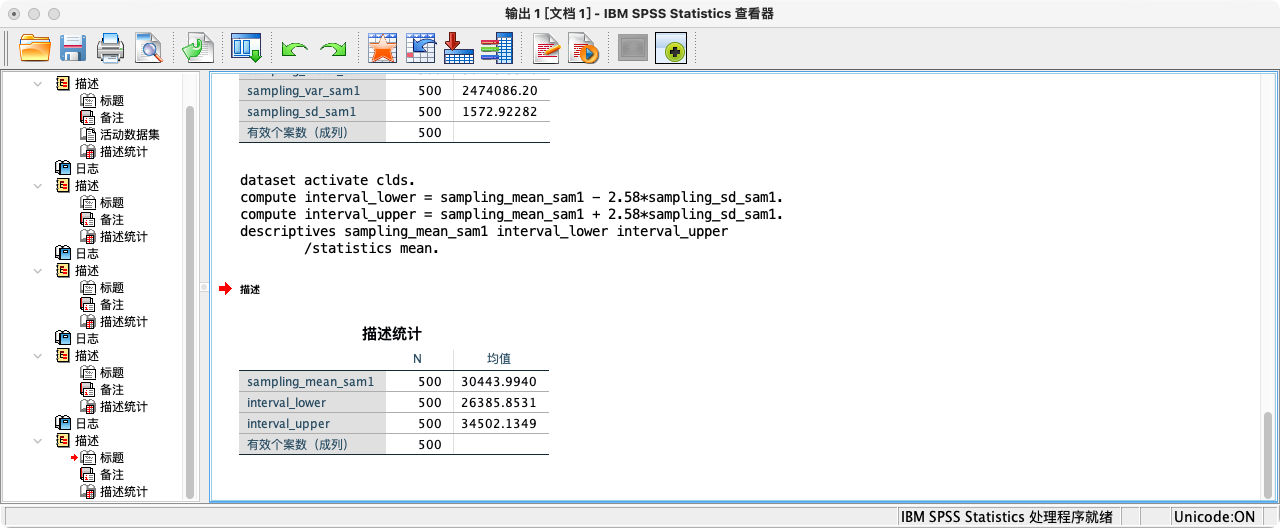 输出 1 [文档 1] - IBM SPSS Statistics 查看器
描述
标题
备注
活动数据集
描述统计
日志
描述
标题
备注
描述统计
日志
描述
标题
备注
描述统计
日志
描述
标题
备注
描述统计
日志
描述
标题
备注
描述统计
sampling_var_sam1 500 2474086.20
sampling_sd_sam1 500 1572.92282
有效个案数（成列） 500
dataset activate clds.
compute interval_lower = sampling_mean_sam1 - 2.58*sampling_sd_sam1.
compute interval_upper = sampling_mean_sam1 + 2.58*sampling_sd_sam1.
descriptives sampling_mean_sam1 interval_lower interval_upper
/statistics mean.
描述
描述统计
N 均值
sampling_mean_sam1 500 30443.9940
interval_lower 500 26385.8531
interval_upper 500 34502.1349
有效个案数（成列） 500
IBM SPSS Statistics 处理程序就绪 Unicode:ON